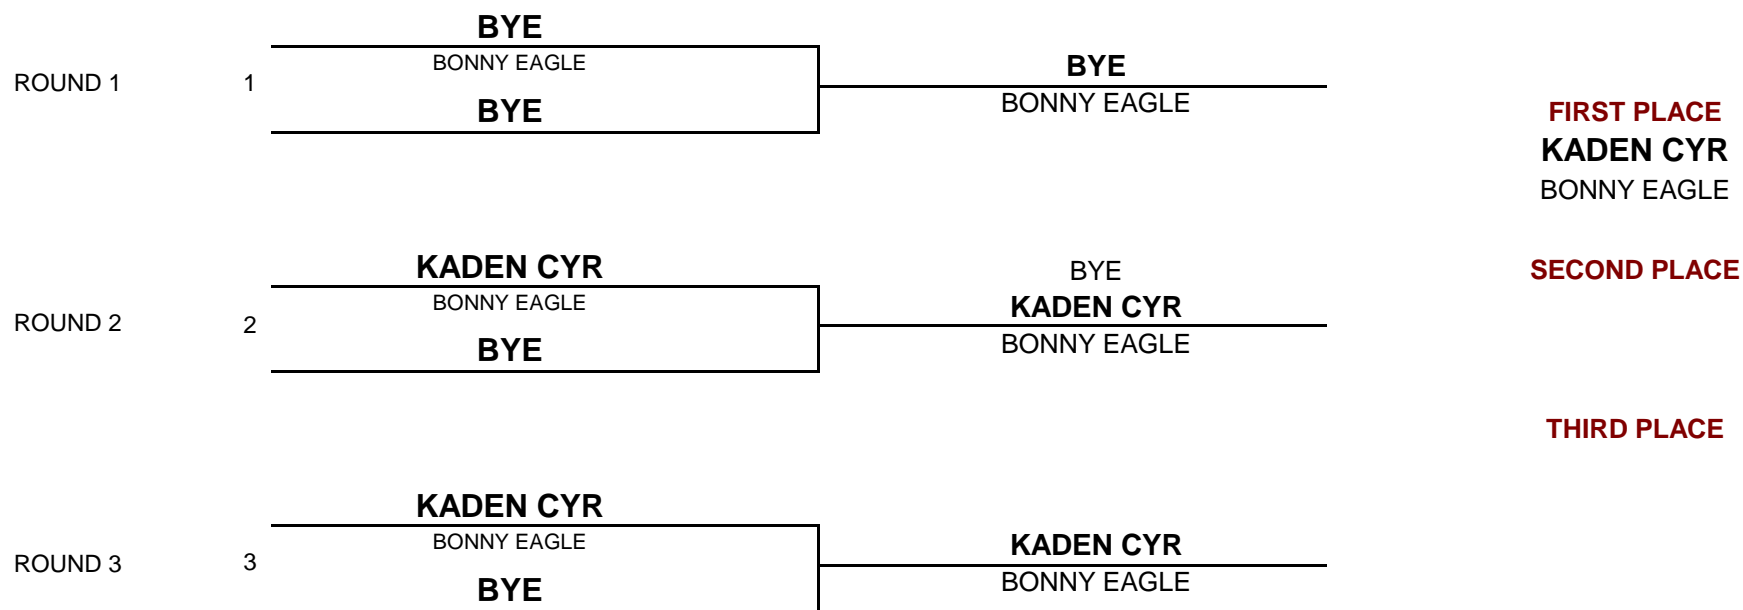 BYE
BONNY EAGLE
ROUND 1
1
BYE
BYE
BONNY EAGLE
FIRST PLACE
KADEN CYR
BONNY EAGLE
KADEN CYR
BONNY EAGLE
ROUND 2
2
BYE
BYE
KADEN CYR
BONNY EAGLE
SECOND PLACE
THIRD PLACE
KADEN CYR
BONNY EAGLE
ROUND 3
3
BYE
KADEN CYR
BONNY EAGLE